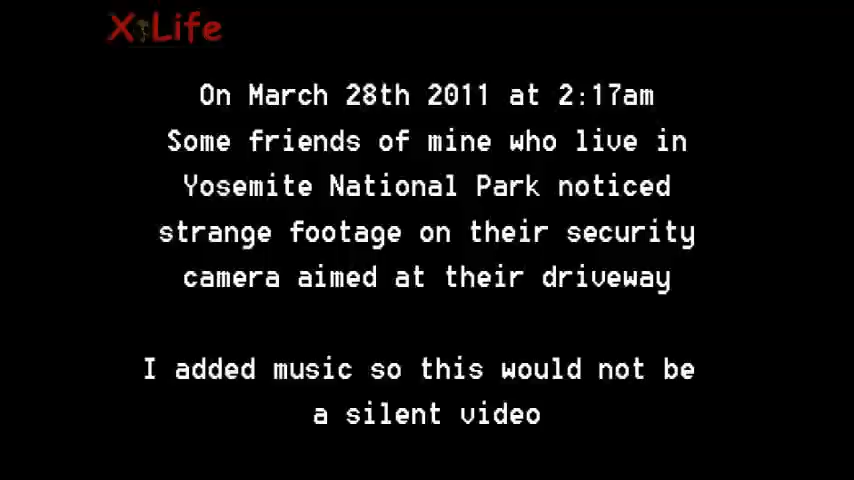 X Life
On March 28th 2011 at 2:17am
Some friends of mine who live in
Yosemite National Park noticed
strange footage on their security
camera aimed at their driveway
I added music so this would not be
a silent video